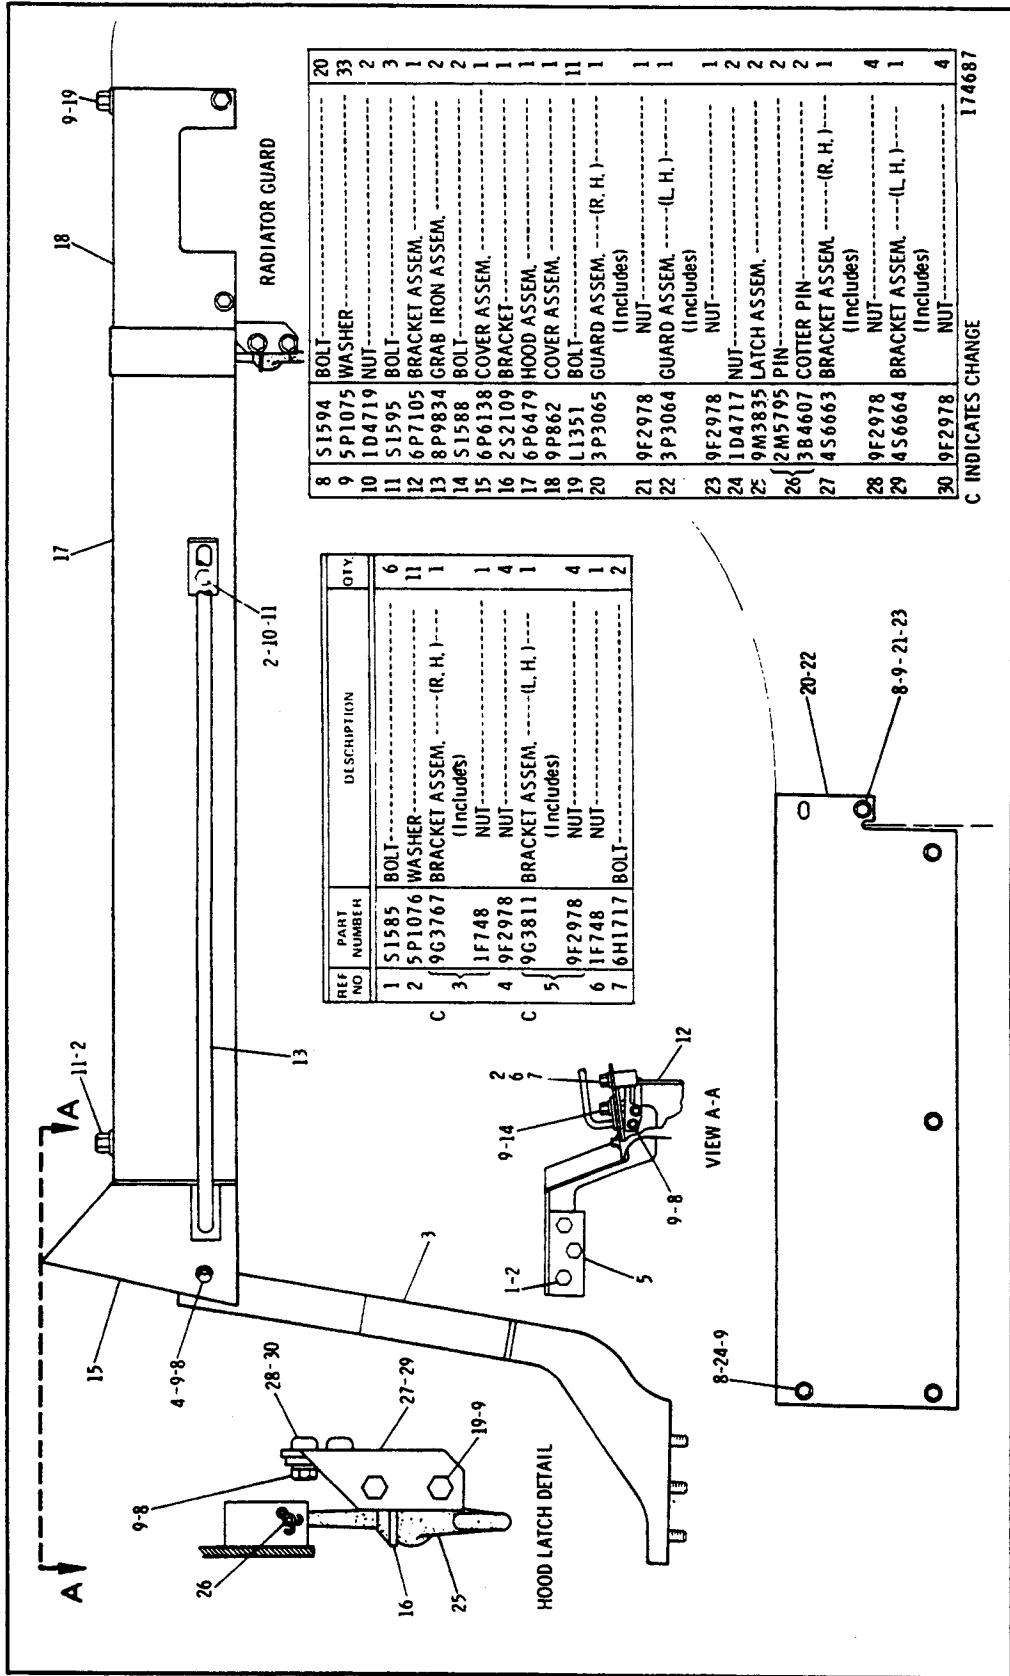 9-19
18
17
RADIATOR GUARD
2-10-11
11-2
A
A
13
15
4-9-8
3
28-30
27-29
19-9
9-8
26
16
25
HOOD LATCH DETAIL
9-14
2
6
7
12
1-2
5
9-8
VIEW A-A
20-22
8-9-21-23
8-24-9
REF NO. PART NUMBER DESCRIPTION QTY.
1 S1585 BOLT 6
2 5P1076 WASHER 11
C 3 9G3767 BRACKET ASSEM. -----(R. H.)---- 1
(Includes)
1F748 NUT 1
4 9F2978 NUT 4
C 5 9G3811 BRACKET ASSEM. -----(L. H.)---- 1
(Includes)
9F2978 NUT 4
6 1F748 NUT 1
7 6H1717 BOLT 2
8 S1594 BOLT 20
9 5P1075 WASHER 33
10 1D4719 NUT 2
11 S1595 BOLT 3
12 6P7105 BRACKET ASSEM. 1
13 8P9834 GRAB IRON ASSEM. 2
14 S1588 BOLT 2
15 6P6138 COVER ASSEM. 1
16 2S2109 BRACKET 1
17 6P6479 HOOD ASSEM. 1
18 9P862 COVER ASSEM. 1
19 L1351 BOLT 11
20 3P3065 GUARD ASSEM. ----(R. H.)------ 1
(Includes)
21 9F2978 NUT 1
22 3P3064 GUARD ASSEM. ----(L. H.)------ 1
(Includes)
23 9F2978 NUT 1
24 1D4717 NUT 2
25 9M3835 LATCH ASSEM. 2
26 2M5795 PIN 2
3B4607 COTTER PIN 2
27 4S6663 BRACKET ASSEM. -----(R. H.)---- 1
(Includes)
28 9F2978 NUT 4
29 4S6664 BRACKET ASSEM. ----(L. H.)----- 1
(Includes)
30 9F2978 NUT 4
C INDICATES CHANGE
174687